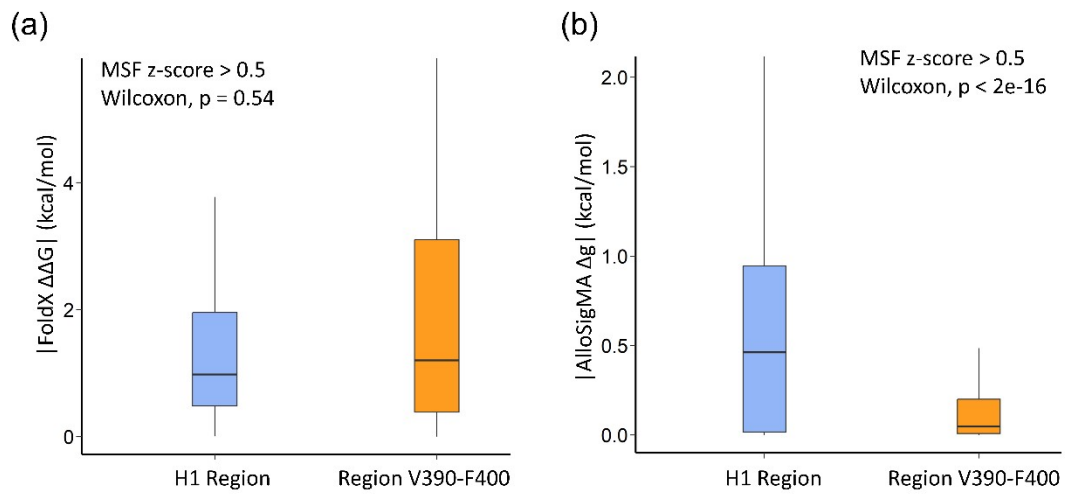 (a)
MSF z-score > 0.5
Wilcoxon, p = 0.54
|FoldX ΔΔG| (kcal/mol)
4
2
0
H1 Region
Region V390-F400
(b)
MSF z-score > 0.5
Wilcoxon, p < 2e-16
|AlloSigMA Δg| (kcal/mol)
2.0
1.5
1.0
0.5
0.0
H1 Region
Region V390-F400